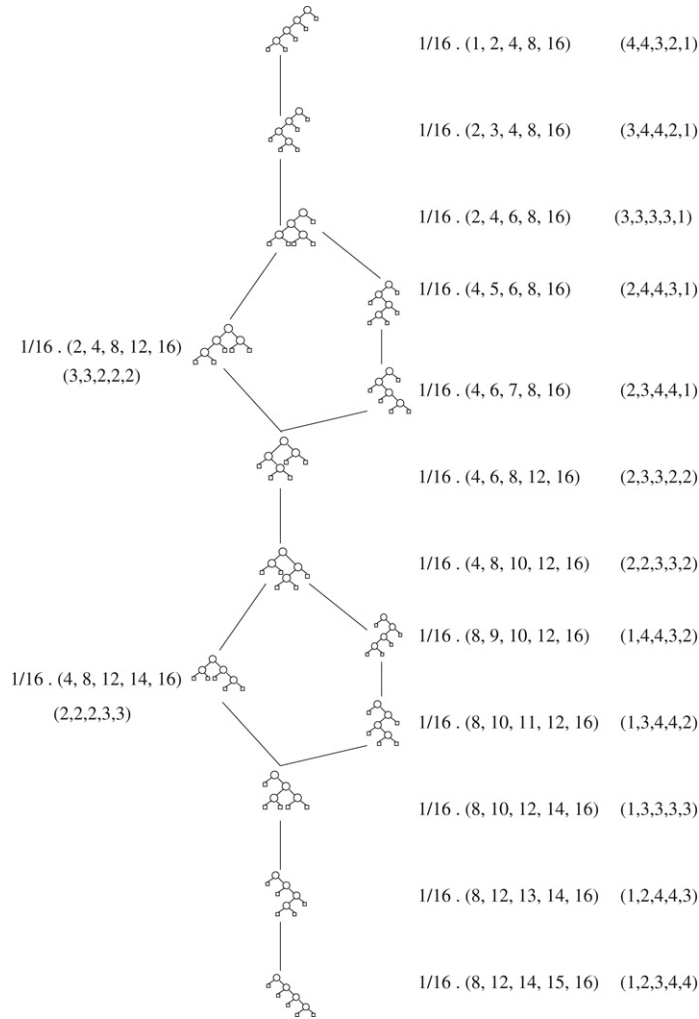 1/16 . (1, 2, 4, 8, 16) (4,4,3,2,1)
1/16 . (2, 3, 4, 8, 16) (3,4,4,2,1)
1/16 . (2, 4, 6, 8, 16) (3,3,3,3,1)
1/16 . (4, 5, 6, 8, 16) (2,4,4,3,1)
1/16 . (2, 4, 8, 12, 16)
(3,3,2,2,2)
1/16 . (4, 6, 7, 8, 16) (2,3,4,4,1)
1/16 . (4, 6, 8, 12, 16) (2,3,3,2,2)
1/16 . (4, 8, 10, 12, 16) (2,2,3,3,2)
1/16 . (8, 9, 10, 12, 16) (1,4,4,3,2)
1/16 . (4, 8, 12, 14, 16)
(2,2,2,3,3)
1/16 . (8, 10, 11, 12, 16) (1,3,4,4,2)
1/16 . (8, 10, 12, 14, 16) (1,3,3,3,3)
1/16 . (8, 12, 13, 14, 16) (1,2,4,4,3)
1/16 . (8, 12, 14, 15, 16) (1,2,3,4,4)